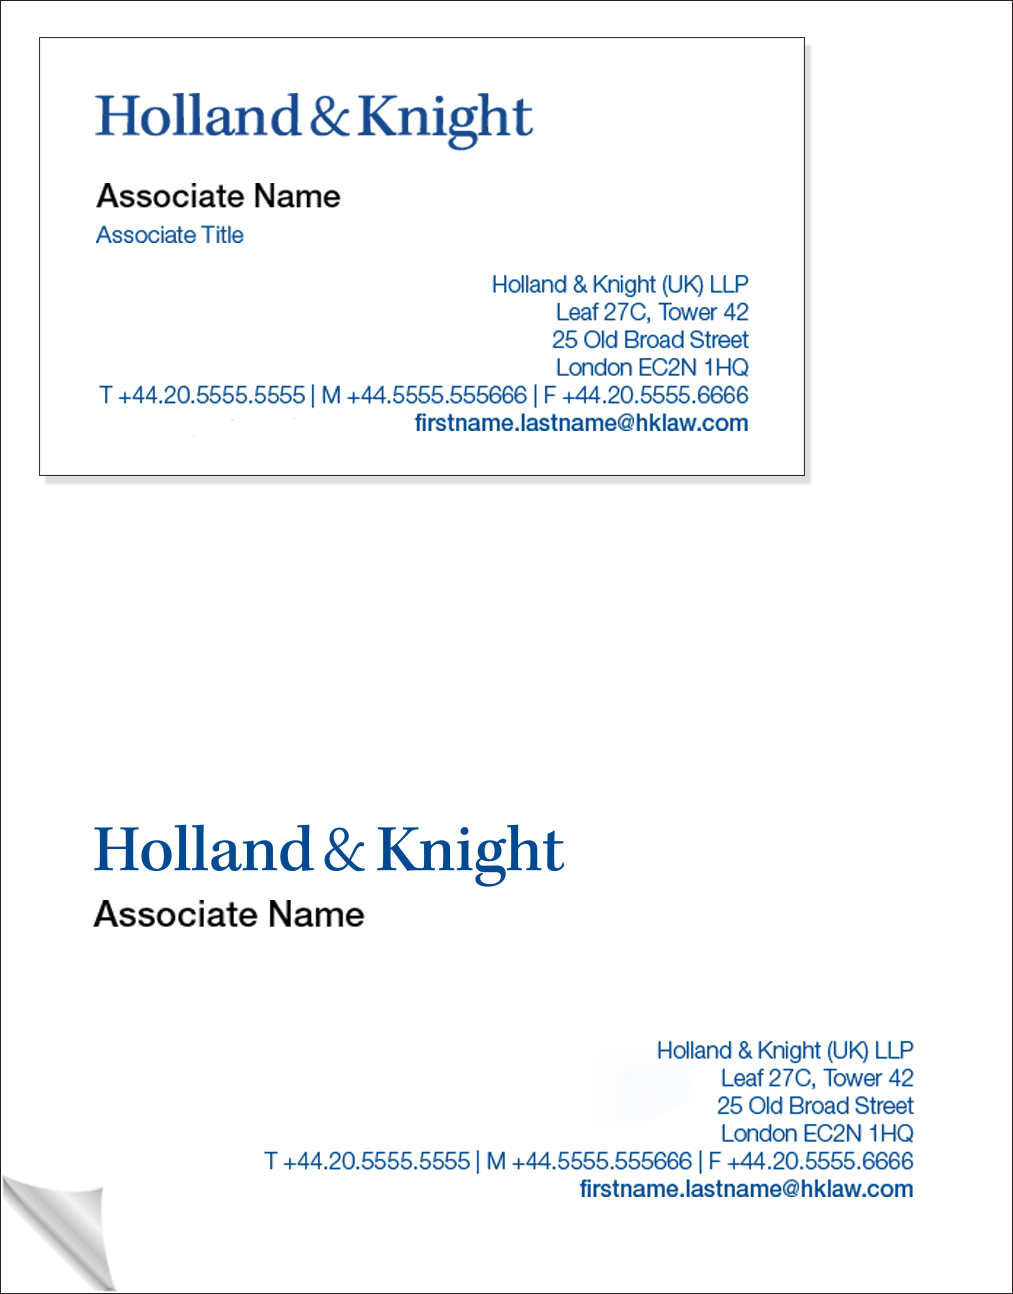 Holland & Knight
Associate Name
Associate Title
Holland & Knight (UK) LLP
Leaf 27C, Tower 42
25 Old Broad Street
London EC2N 1HQ
T +44.20.5555.5555 | M +44.5555.555666 | F +44.20.5555.6666
firstname.lastname@hklaw.com
Holland & Knight
Associate Name
Holland & Knight (UK) LLP
Leaf 27C, Tower 42
25 Old Broad Street
London EC2N 1HQ
T +44.20.5555.5555 | M +44.5555.555666 | F +44.20.5555.6666
firstname.lastname@hklaw.com